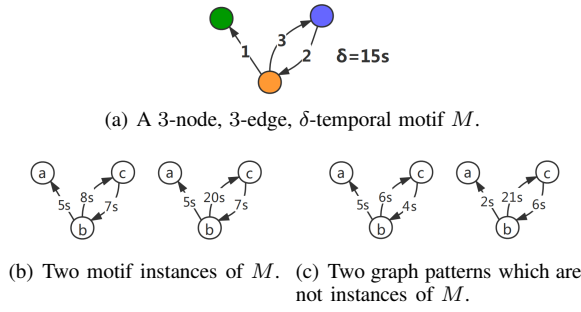 1
3
2
δ=15s
(a) A 3-node, 3-edge, δ-temporal motif M.
a
c
a
c
a
c
a
c
5s
8s
7s
5s
20s
7s
5s
6s
4s
2s
21s
6s
b
b
b
b
(b) Two motif instances of M.
(c) Two graph patterns which are
not instances of M.